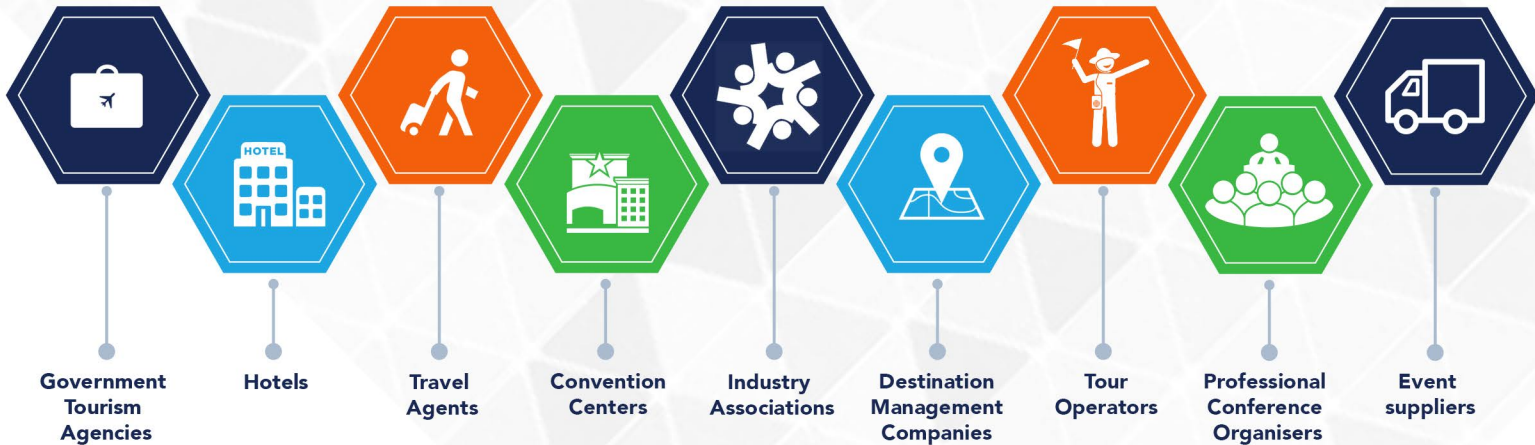 HOTEL
Government
Tourism
Agencies
Hotels
Travel
Agents
Convention
Centers
Industry
Associations
Destination
Management
Companies
Tour
Operators
Professional
Conference
Organisers
Event
suppliers